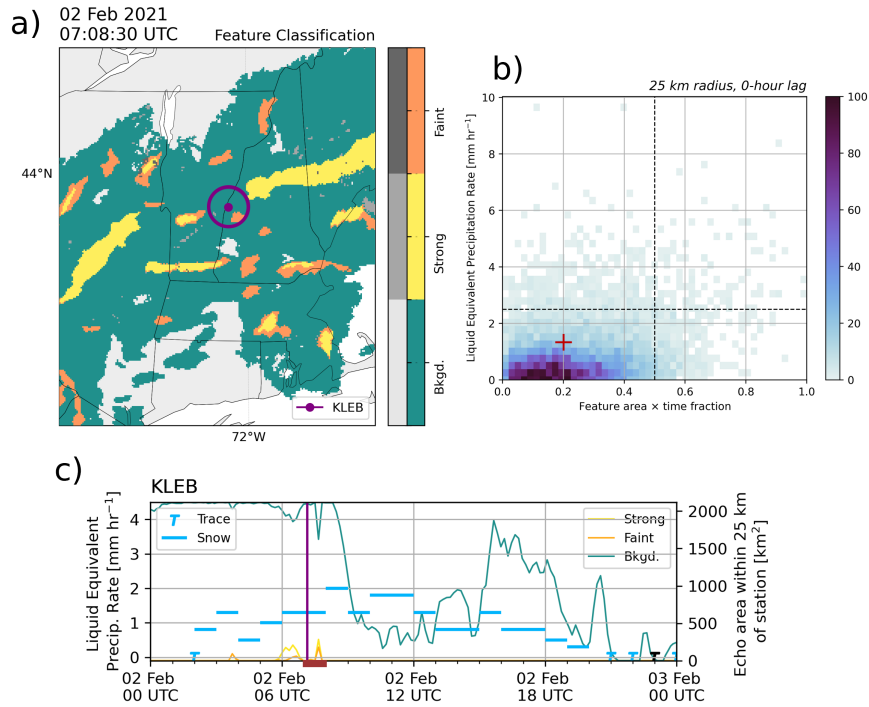 a)
02 Feb 2021
07:08:30 UTC
Feature Classification
44°N
72°W
KLEB
Faint
Strong
Bkgd.
b)
25 km radius, 0-hour lag
Liquid Equivalent Precipitation Rate [mm hr⁻¹]
10
8
6
4
2
0
0.0 0.2 0.4 0.6 0.8 1.0
Feature area × time fraction
100
80
60
40
20
0
c)
KLEB
Liquid Equivalent
Precip. Rate [mm hr⁻¹]
4
3
2
1
0
T Trace
Snow
Strong
Faint
Bkgd.
T
T
T
T
2000
1500
1000
500
0
Echo area within 25 km
of station [km²]
02 Feb 02 Feb 02 Feb 02 Feb 03 Feb
00 UTC 06 UTC 12 UTC 18 UTC 00 UTC